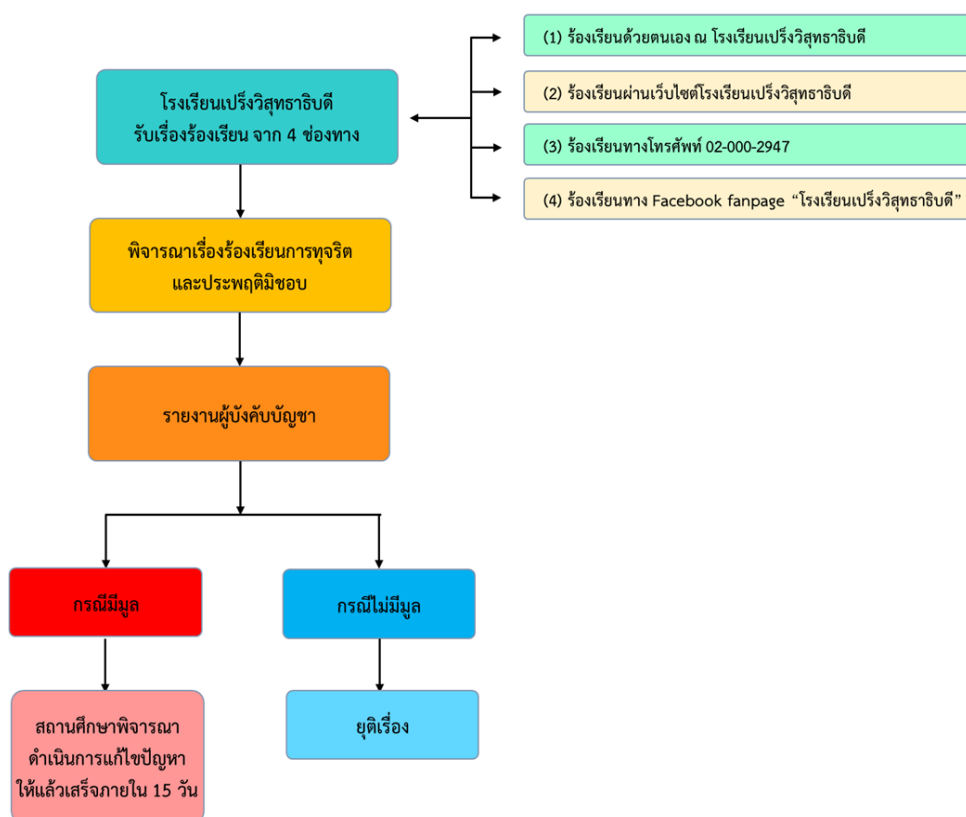 โรงเรียนเปร็งวิสุทธาธิบดี
รับเรื่องร้องเรียน จาก 4 ช่องทาง
(1) ร้องเรียนด้วยตนเอง ณ โรงเรียนเปร็งวิสุทธาธิบดี
(2) ร้องเรียนผ่านเว็บไซต์โรงเรียนเปร็งวิสุทธาธิบดี
(3) ร้องเรียนทางโทรศัพท์ 02-000-2947
(4) ร้องเรียนทาง Facebook fanpage “โรงเรียนเปร็งวิสุทธาธิบดี”
พิจารณาเรื่องร้องเรียนการทุจริต
และประพฤติมิชอบ
รายงานผู้บังคับบัญชา
กรณีมีมูล
กรณีไม่มีมูล
สถานศึกษาพิจารณา
ดำเนินการแก้ไขปัญหา
ให้แล้วเสร็จภายใน 15 วัน
ยุติเรื่อง